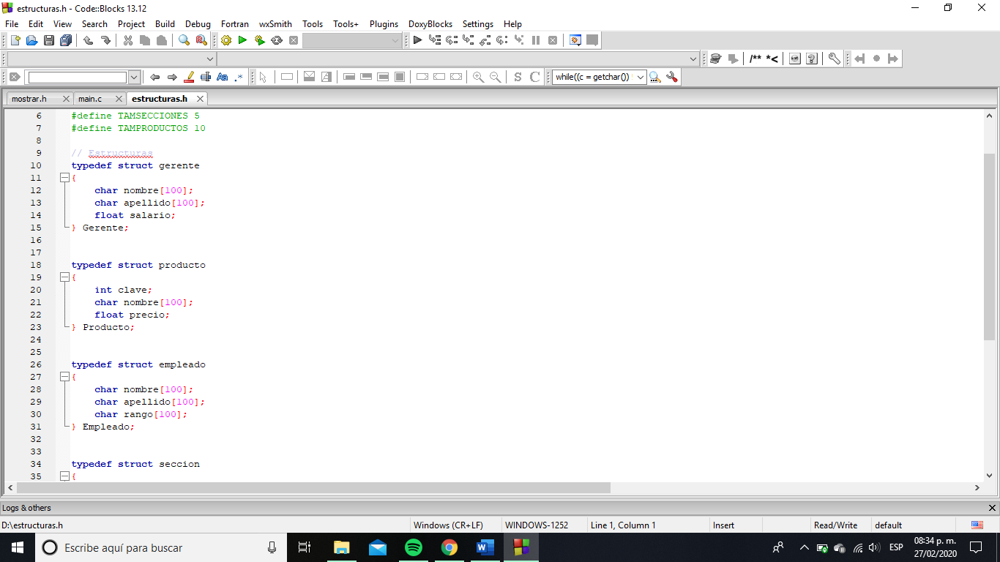 estructuras.h - Code::Blocks 13.12
File Edit View Search Project Build Debug Fortran wxSmith Tools Tools+ Plugins DoxyBlocks Settings Help
/** *<
Aa .* S C while((c = getchar())
mostrar.h main.c estructuras.h
6 #define TAMSECCIONES 5
7 #define TAMPRODUCTOS 10
8
9 // Estructuras
10 typedef struct gerente
11 {
12 char nombre[100];
13 char apellido[100];
14 float salario;
15 } Gerente;
16
17
18 typedef struct producto
19 {
20 int clave;
21 char nombre[100];
22 float precio;
23 } Producto;
24
25
26 typedef struct empleado
27 {
28 char nombre[100];
29 char apellido[100];
30 char rango[100];
31 } Empleado;
32
33
34 typedef struct seccion
35 {
Logs & others
D:\estructuras.h Windows (CR+LF) WINDOWS-1252 Line 1, Column 1 Insert Read/Write default
Escribe aquí para buscar ESP 08:34 p. m.
27/02/2020